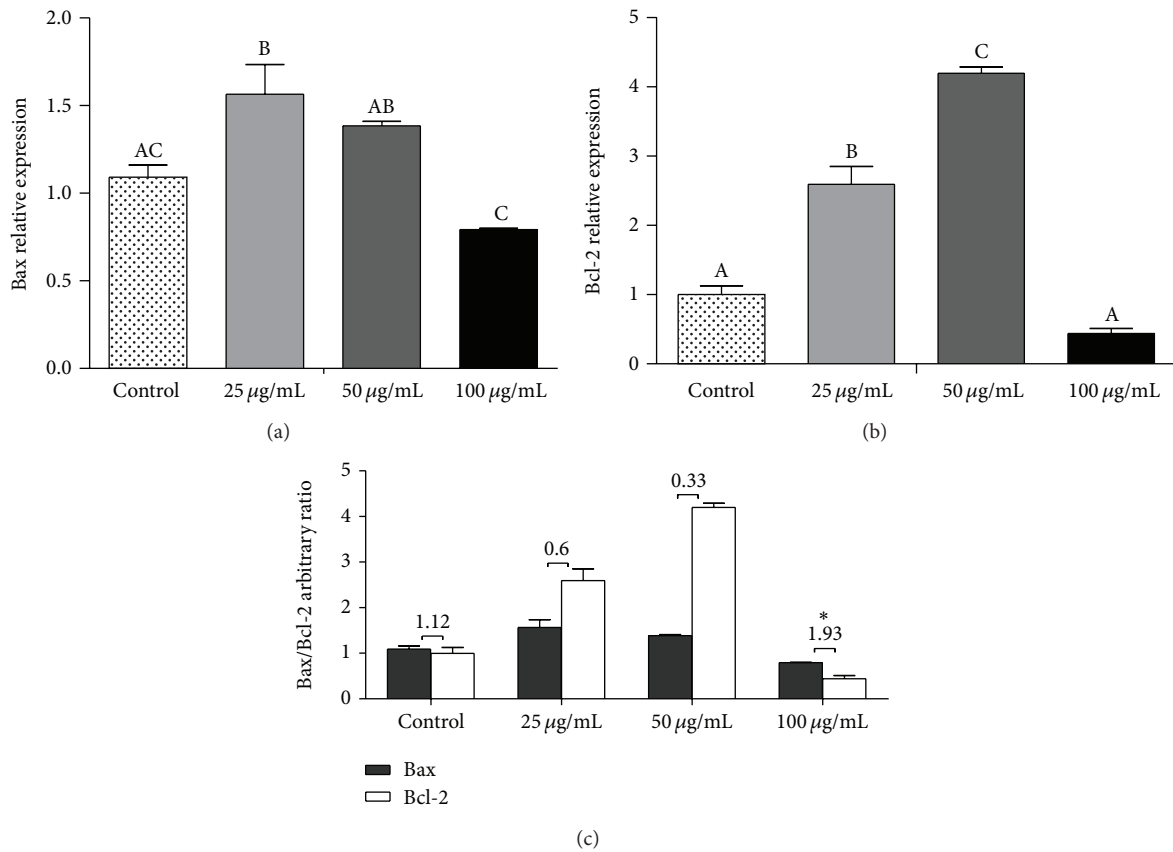 Bax relative expression
2.0
1.5
1.0
0.5
0.0
AC
B
AB
C
Control
25 μg/mL
50 μg/mL
100 μg/mL
(a)
Bcl-2 relative expression
5
4
3
2
1
0
A
B
C
A
Control
25 μg/mL
50 μg/mL
100 μg/mL
(b)
Bax/Bcl-2 arbitrary ratio
5
4
3
2
1
0
1.12
0.6
0.33
*
1.93
Control
25 μg/mL
50 μg/mL
100 μg/mL
Bax
Bcl-2
(c)